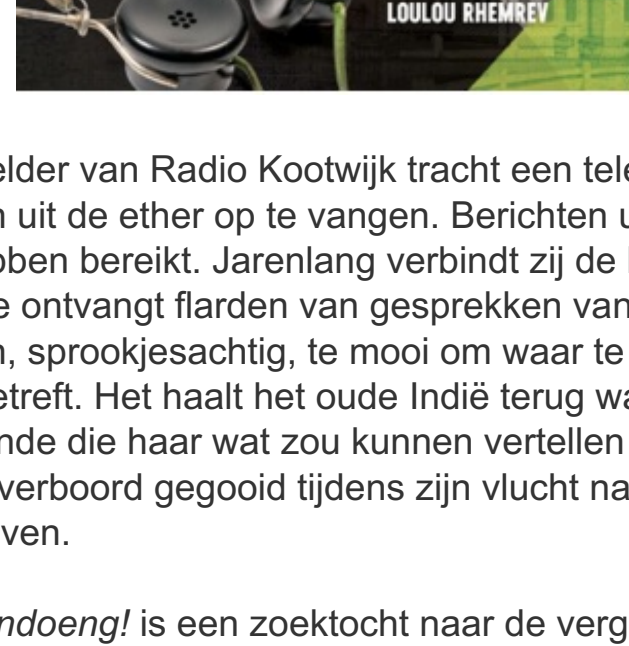 LOULOU RHEMREV
elder van Radio Kootwijk tracht een tele
n uit de ether op te vangen. Berichten u
bben bereikt. Jarenlang verbindt zij de
e ontvangt flarden van gesprekken van
n, sprookjesachtig, te mooi om waar te
etreft. Het haalt het oude Indië terug wa
nde die haar wat zou kunnen vertellen
verboord gegooid tijdens zijn vlucht na
ven.
ndoeng! is een zoektocht naar de verg